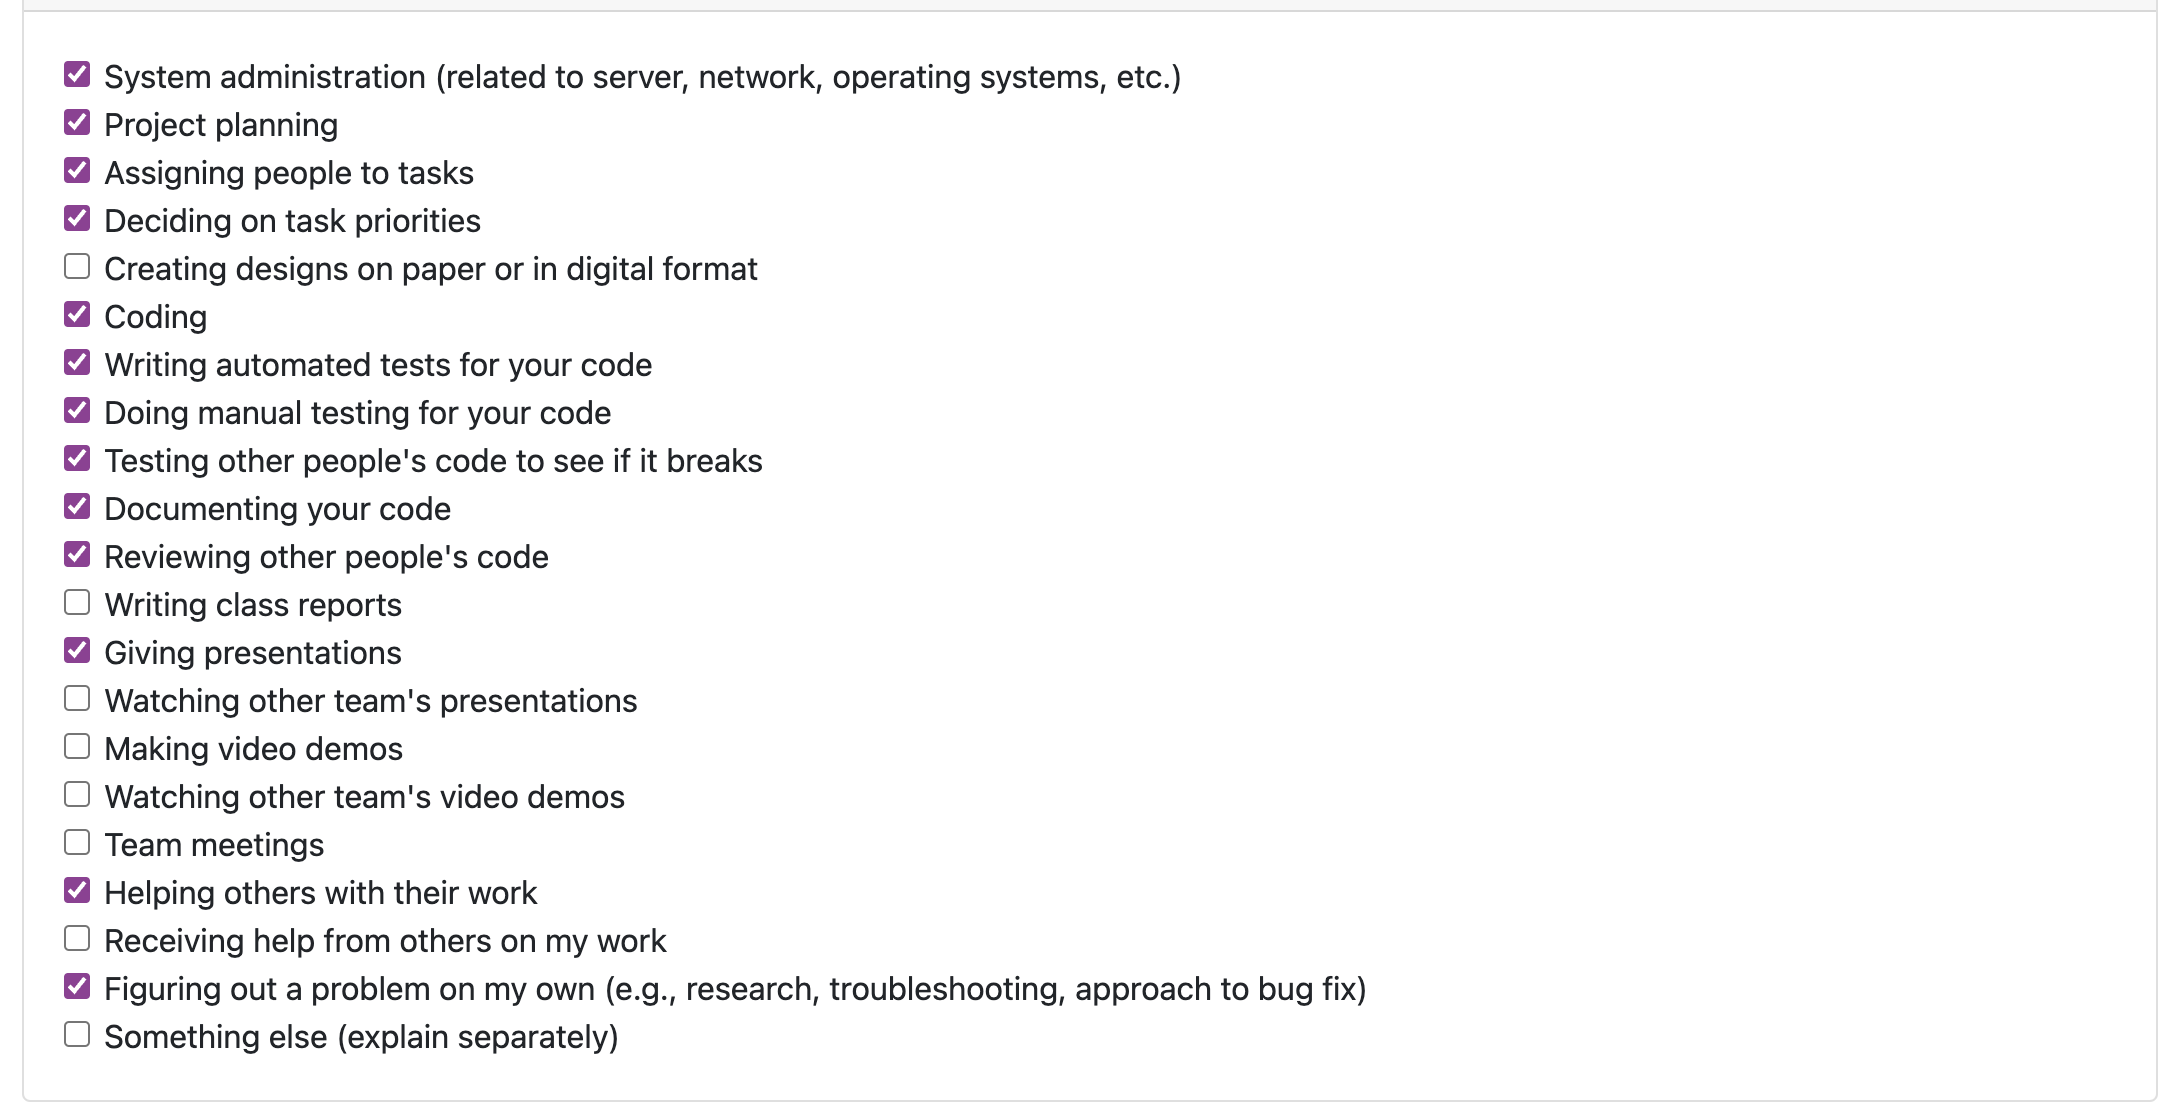 System administration (related to server, network, operating systems, etc.)
Project planning
Assigning people to tasks
Deciding on task priorities
Creating designs on paper or in digital format
Coding
Writing automated tests for your code
Doing manual testing for your code
Testing other people's code to see if it breaks
Documenting your code
Reviewing other people's code
Writing class reports
Giving presentations
Watching other team's presentations
Making video demos
Watching other team's video demos
Team meetings
Helping others with their work
Receiving help from others on my work
Figuring out a problem on my own (e.g., research, troubleshooting, approach to bug fix)
Something else (explain separately)